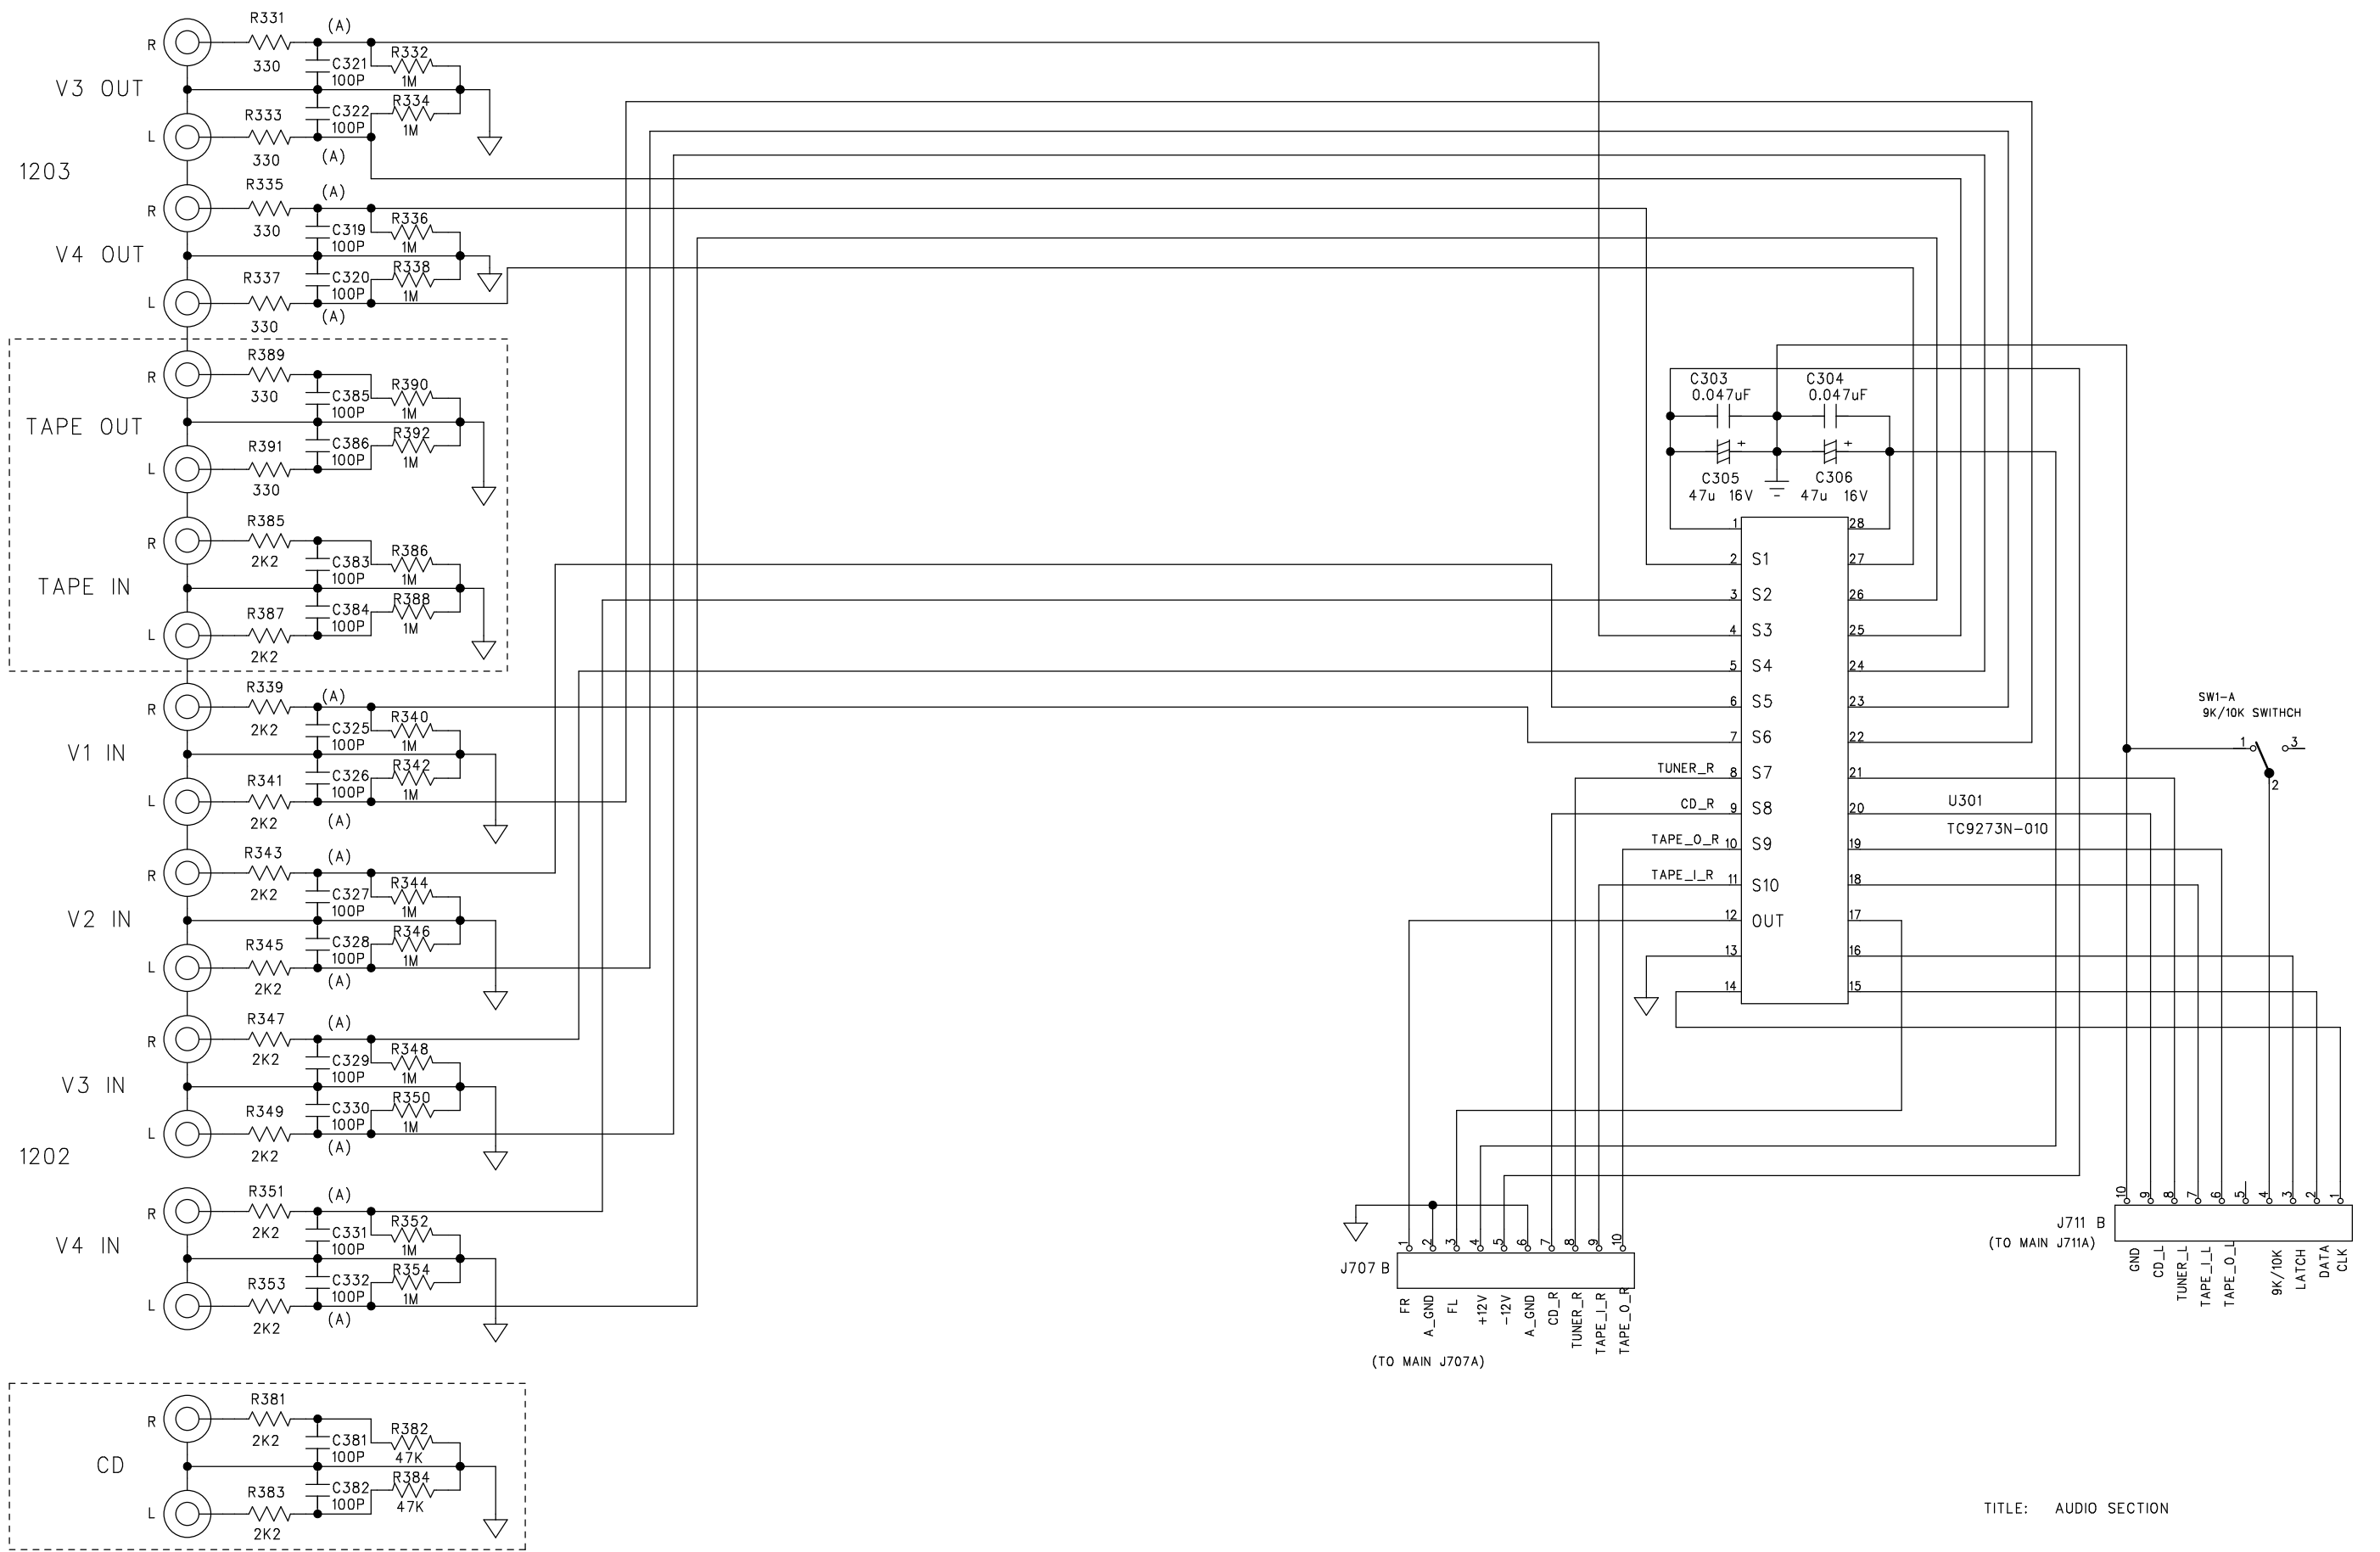 R331
(A)
R
R332
330
C321
100P
1M
V3 OUT
R333
C322
R334
100P
1M
L
330
(A)
1203
R335
(A)
R
R336
330
C319
100P
1M
V4 OUT
R337
C320
R338
100P
1M
L
(A)
330
R389
R
R390
330
C385
100P
1M
TAPE OUT
R391
C386
R392
100P
1M
L
330
R385
R
R386
2K2
C383
100P
1M
TAPE IN
R387
C384
R388
100P
1M
L
2K2
R339
(A)
R
R340
2K2
C325
100P
1M
V1 IN
R341
C326
R342
100P
1M
L
2K2
(A)
R343
(A)
R
R344
2K2
C327
100P
1M
V2 IN
R345
C328
R346
100P
1M
L
2K2
(A)
R347
(A)
R
R348
2K2
C329
100P
1M
V3 IN
R349
C330
R350
100P
1M
L
2K2
(A)
1202
R351
(A)
R
R352
2K2
C331
100P
1M
V4 IN
R353
C332
R354
100P
1M
L
2K2
(A)
R381
R
R382
2K2
C381
100P
47K
CD
R383
C382
R384
100P
47K
L
2K2
C303
0.047uF
C304
0.047uF
+
+
C305
47u 16V
C306
47u 16V
1
28
2 S1 27
3 S2 26
4 S3 25
5 S4 24
6 S5 23
7 S6 22
TUNER_R 8 S7 21
CD_R 9 S8 20
TAPE_O_R 10 S9 19
TAPE_I_R 11 S10 18
12 OUT 17
13 16
14 15
U301
TC9273N-010
SW1-A
9K/10K SWITHCH
1
3
2
1 2 3 4 5 6 7 8 9 10
J707 B
FR
A_GND
FL
+12V
-12V
A_GND
CD_R
TUNER_R
TAPE_I_R
TAPE_O_R
(TO MAIN J707A)
10 9 8 7 6 5 4 3 2 1
J711 B
(TO MAIN J711A)
GND
CD_L
TUNER_L
TAPE_I_L
TAPE_O_L
9K/10K
LATCH
DATA
CLK
TITLE: AUDIO SECTION